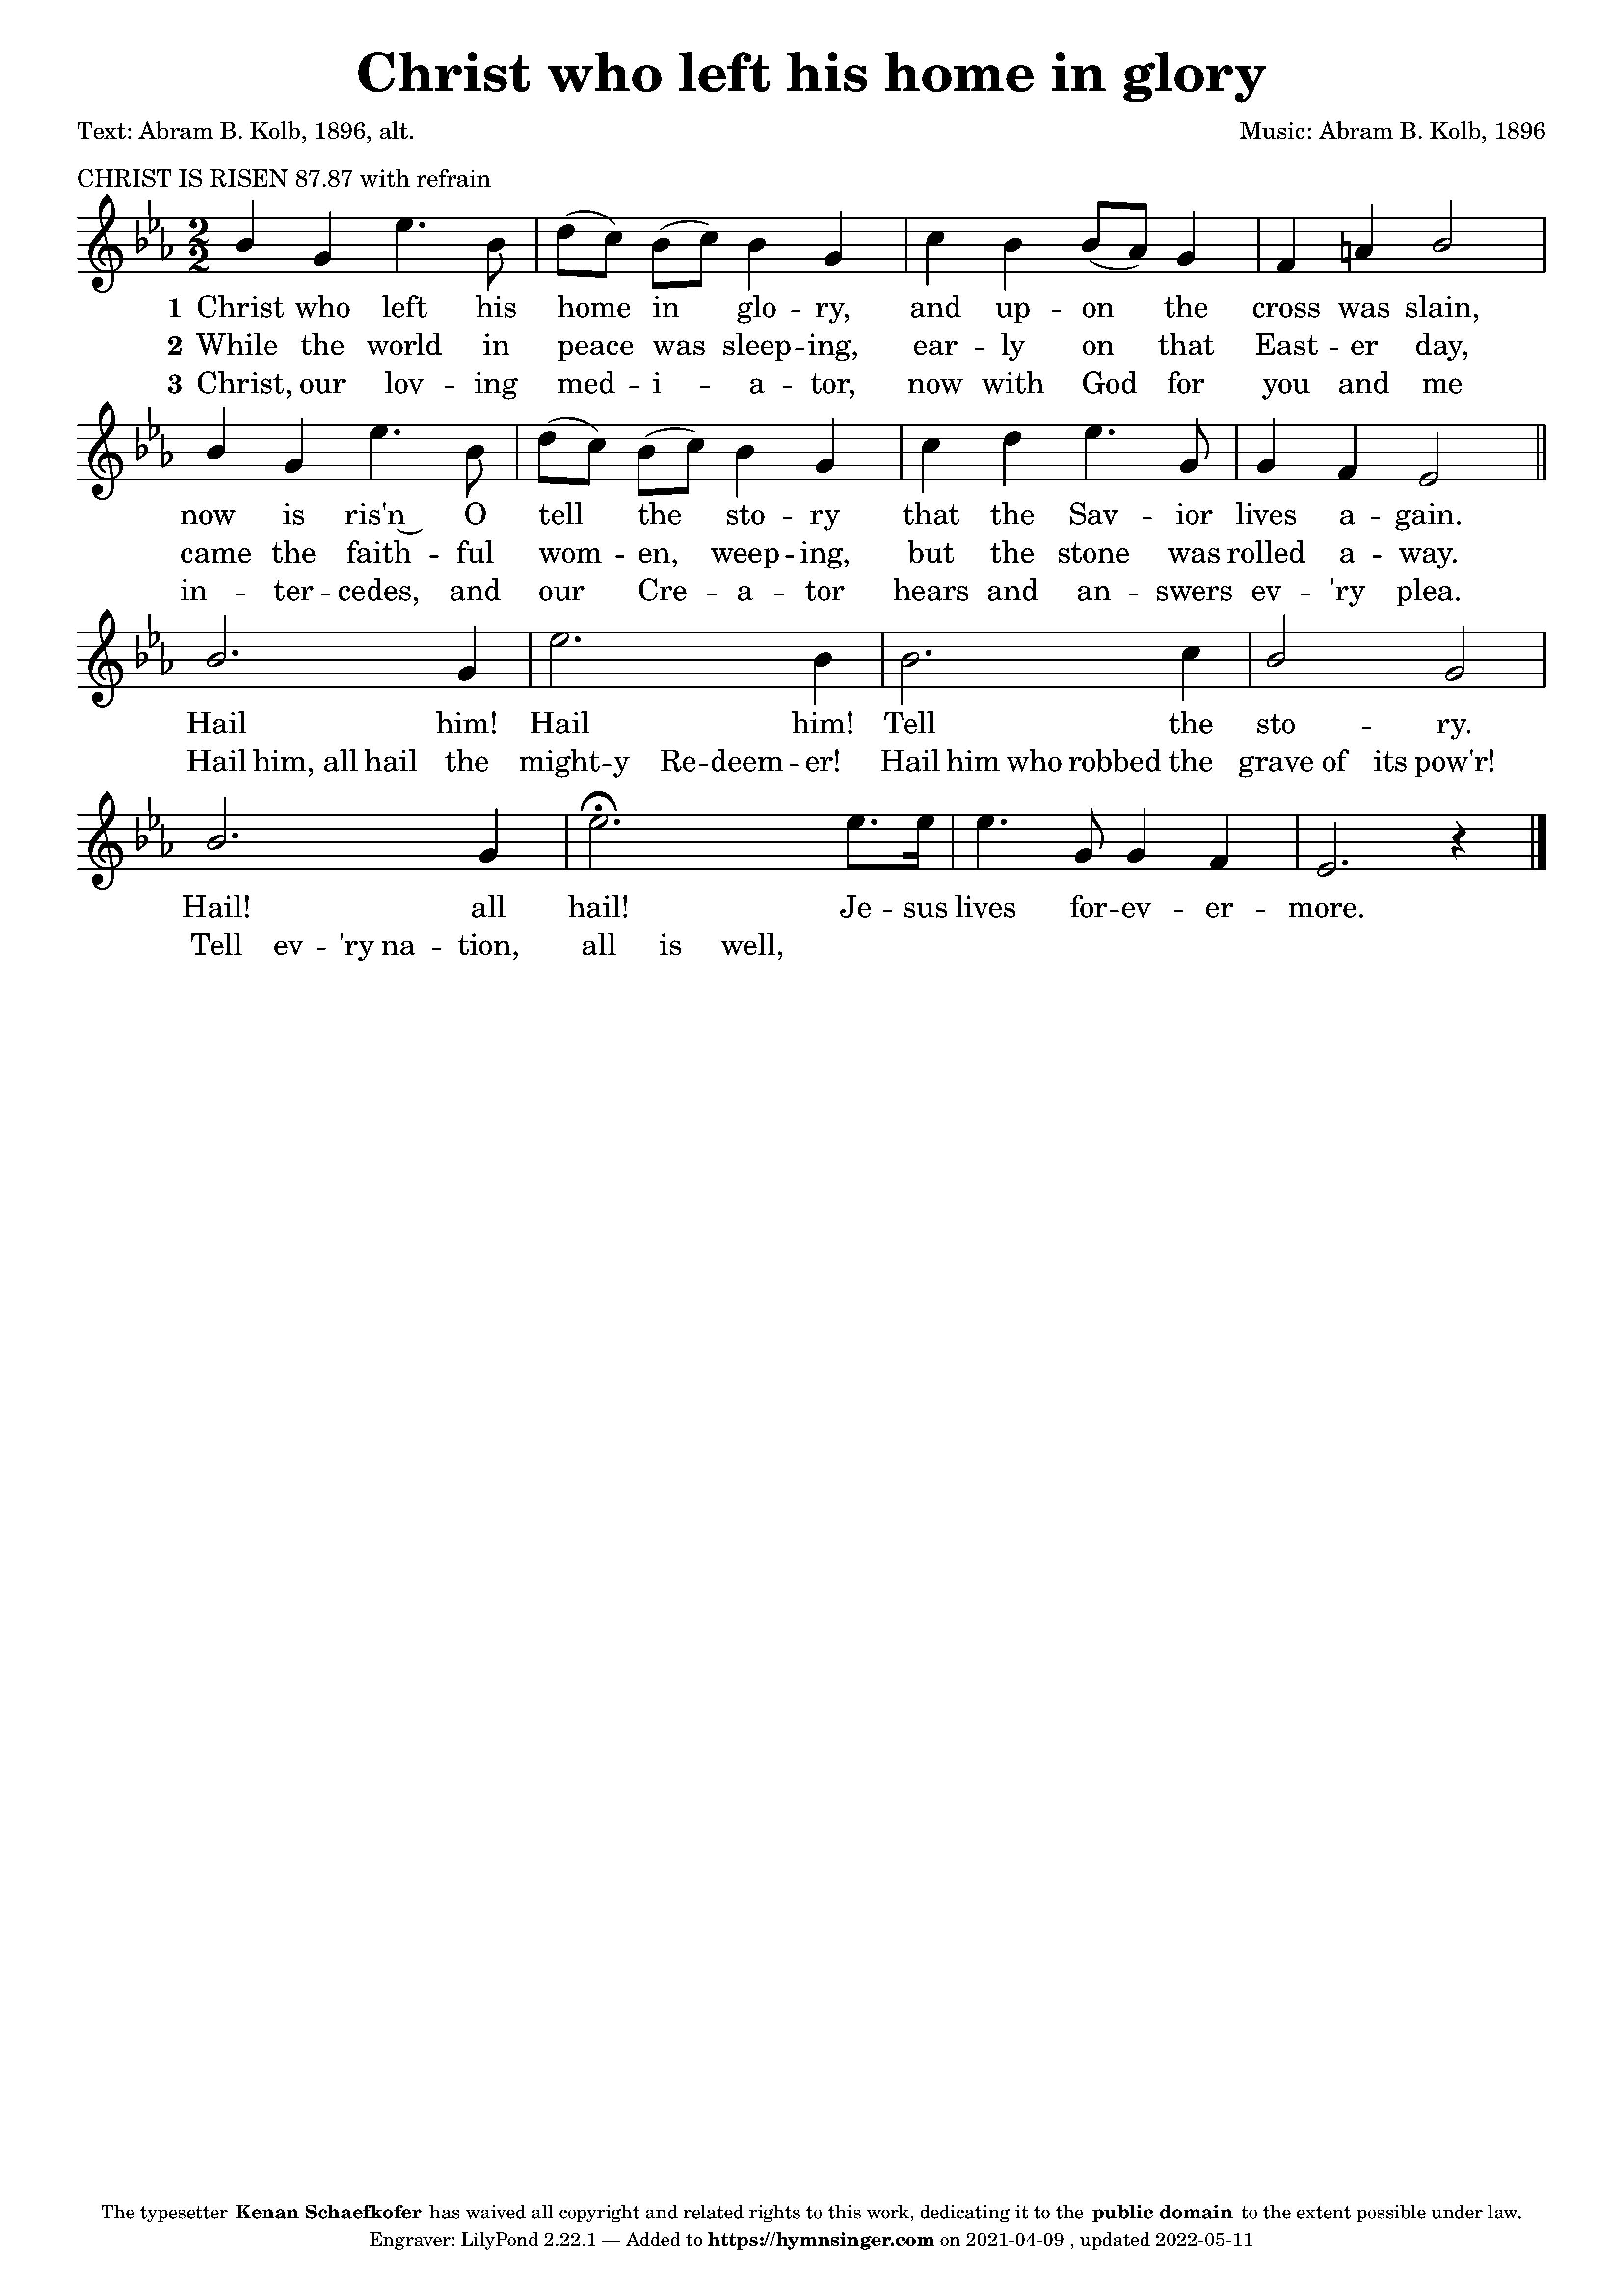 Christ who left his home in glory
Text: Abram B. Kolb, 1896, alt.
Music: Abram B. Kolb, 1896
CHRIST IS RISEN 87.87 with refrain
1 Christ who left his home in glo -- ry, and up -- on the cross was slain,
2 While the world in peace was sleep -- ing, ear -- ly on that East -- er day,
3 Christ, our lov -- ing med -- i -- a -- tor, now with God for you and me
now is ris'n‿ O tell the sto -- ry that the Sav -- ior lives a -- gain.
came the faith -- ful wom -- en, weep -- ing, but the stone was rolled a -- way.
in -- ter -- cedes, and our Cre -- a -- tor hears and an -- swers ev -- 'ry plea.
Hail him! Hail him! Tell the sto -- ry.
Hail him, all hail the might -- y Re -- deem -- er! Hail him who robbed the grave of its pow'r!
Hail! all hail! Je -- sus lives for -- ev -- er -- more.
Tell ev -- 'ry na -- tion, all is well,
The typesetter Kenan Schaefkofer has waived all copyright and related rights to this work, dedicating it to the public domain to the extent possible under law.
Engraver: LilyPond 2.22.1 — Added to https://hymnsinger.com on 2021-04-09 , updated 2022-05-11